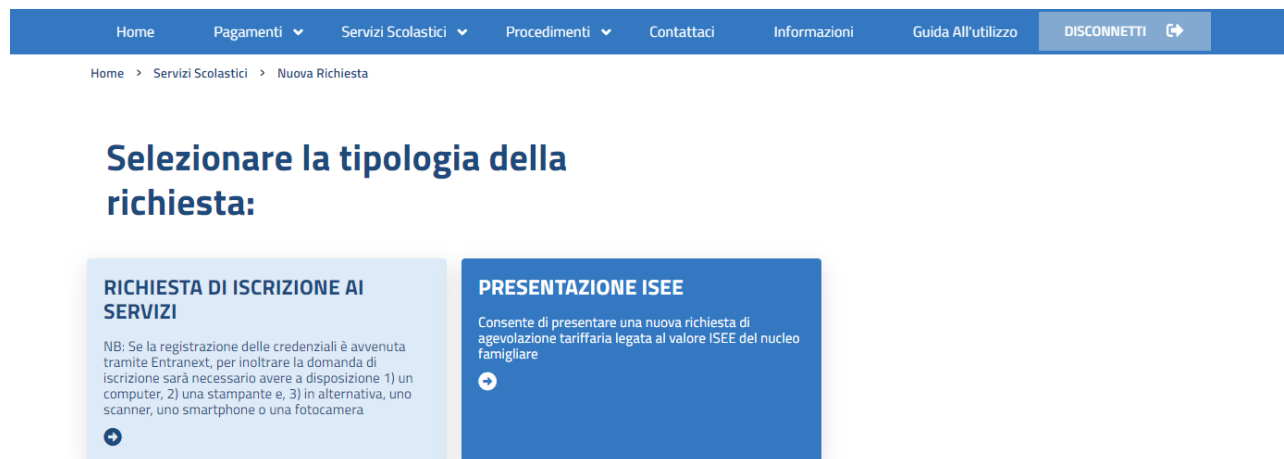 Home Pagamenti Servizi Scolastici Procedimenti Contattaci Informazioni Guida All'utilizzo DISCONNETTI
Home > Servizi Scolastici > Nuova Richiesta
Selezionare la tipologia della
richiesta:
RICHIESTA DI ISCRIZIONE AI
SERVIZI
NB: Se la registrazione delle credenziali è avvenuta
tramite Entranext, per inoltrare la domanda di
iscrizione sarà necessario avere a disposizione 1) un
computer, 2) una stampante e, 3) in alternativa, uno
scanner, uno smartphone o una fotocamera
PRESENTAZIONE ISEE
Consente di presentare una nuova richiesta di
agevolazione tariffaria legata al valore ISEE del nucleo
famigliare